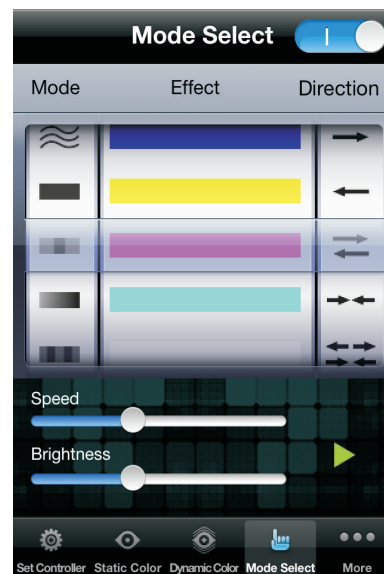 Mode Select
Mode Effect Direction
Speed
Brightness
Set Controller Static Color Dynamic Color Mode Select More